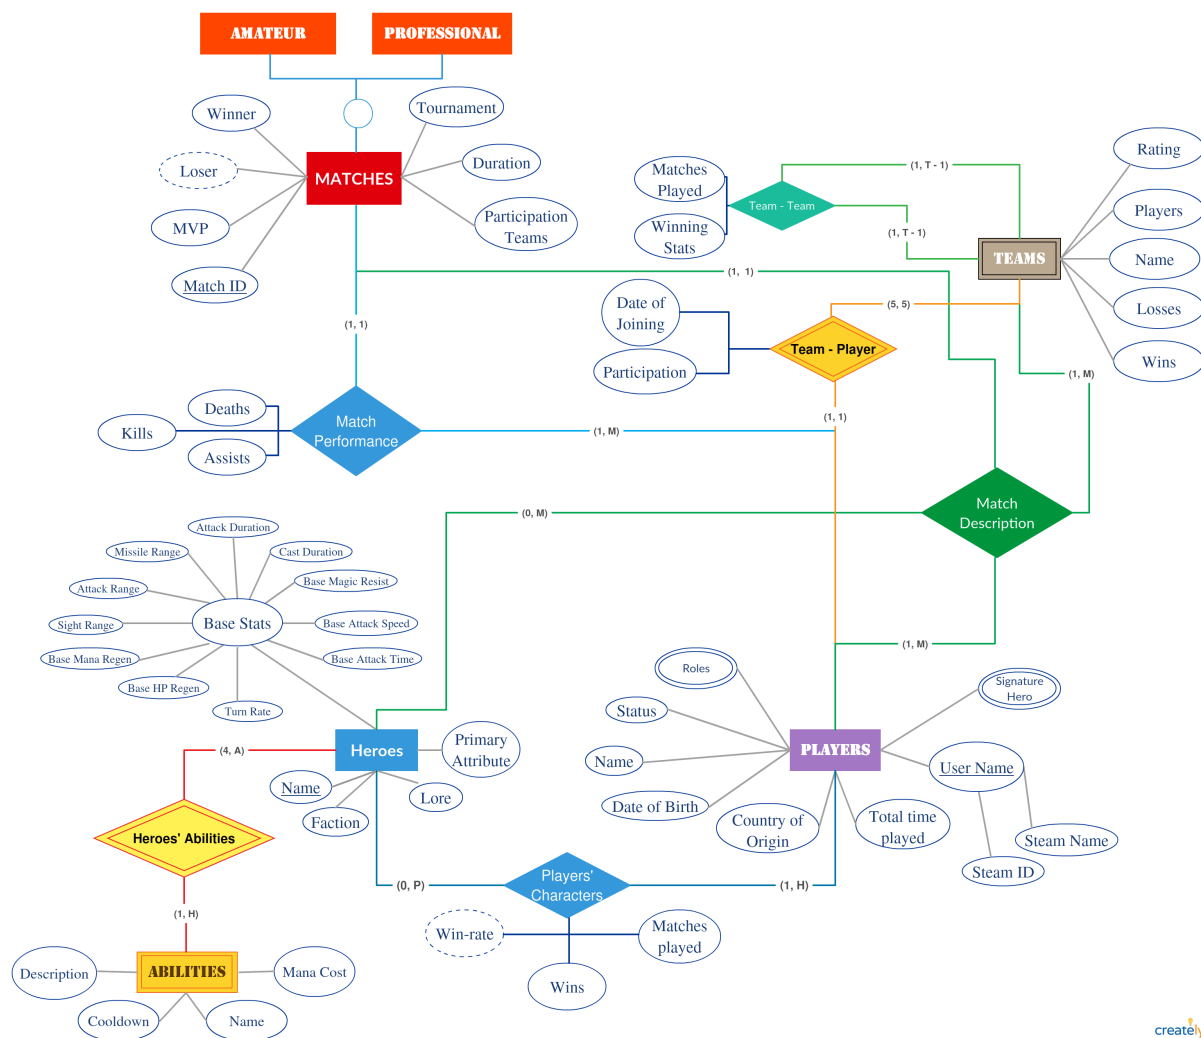 AMATEUR
PROFESSIONAL
Winner
Tournament
Loser
MATCHES
Duration
MVP
Participation
Teams
Match ID
Matches
Played
Team - Team
Winning
Stats
(1, T - 1)
(1, T - 1)
Rating
Players
TEAMS
Name
Losses
Wins
(1, 1)
(1, 1)
Date of
Joining
(5, 5)
Team - Player
Participation
(1, M)
(1, 1)
Deaths
Kills
Assists
Match
Performance
(1, M)
Match
Description
(0, M)
(1, M)
Attack Duration
Missile Range
Cast Duration
Attack Range
Base Magic Resist
Sight Range
Base Stats
Base Attack Speed
Base Mana Regen
Base Attack Time
Base HP Regen
Turn Rate
Roles
Signature
Hero
Status
PLAYERS
Name
User Name
Date of Birth
Country of
Origin
Total time
played
Steam Name
Steam ID
Heroes
Primary
Attribute
Name
Lore
Faction
(4, A)
Heroes' Abilities
(1, H)
(0, P)
Players'
Characters
(1, H)
Win-rate
Matches
played
Wins
Description
ABILITIES
Mana Cost
Cooldown
Name
creately